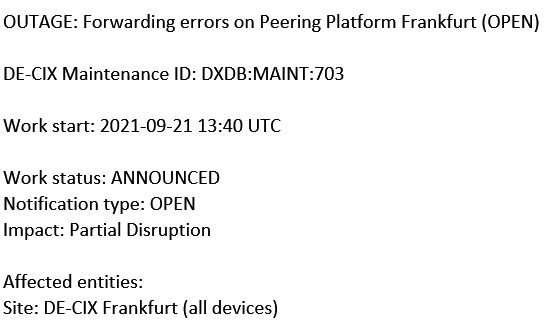 OUTAGE: Forwarding errors on Peering Platform Frankfurt (OPEN)
DE-CIX Maintenance ID: DXDB:MAINT:703
Work start: 2021-09-21 13:40 UTC
Work status: ANNOUNCED
Notification type: OPEN
Impact: Partial Disruption
Affected entities:
Site: DE-CIX Frankfurt (all devices)